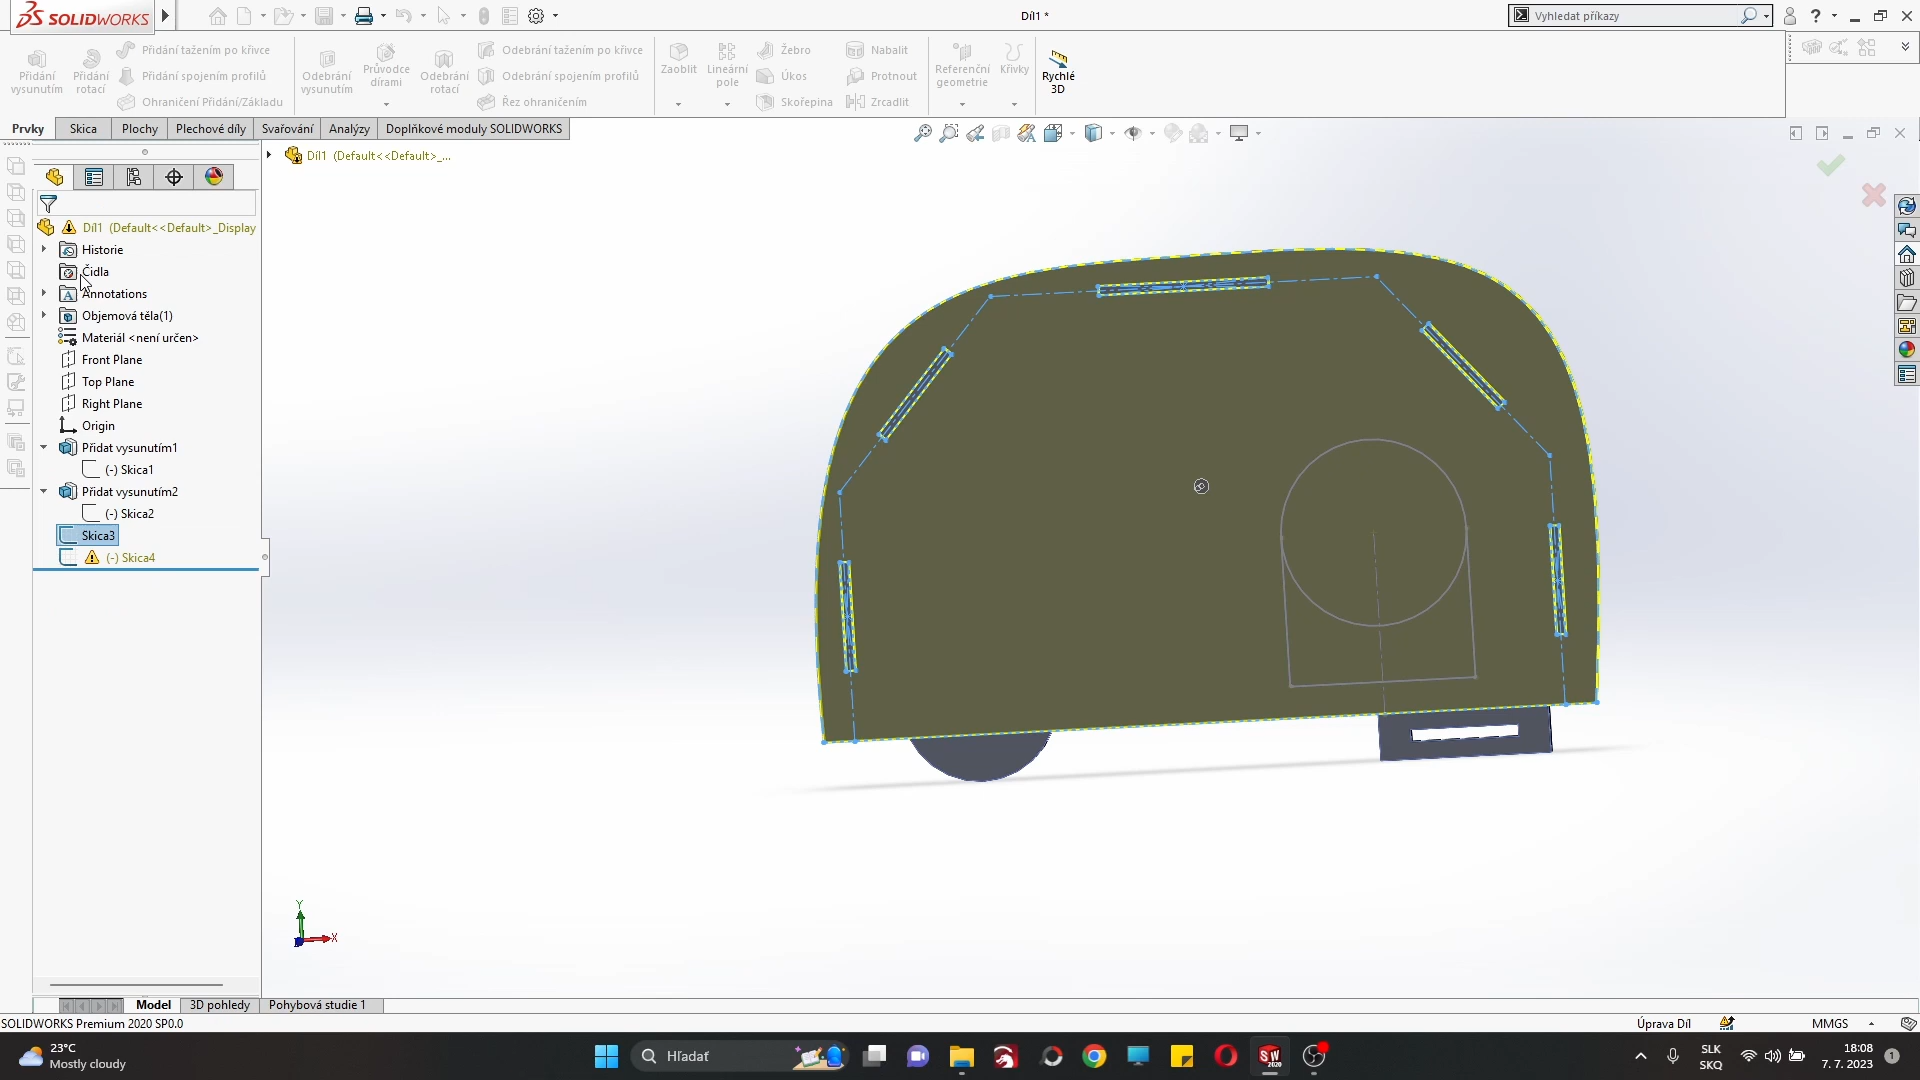 SOLIDWORKS
Díl1 *
Vyhledat příkazy
Přidání vysunutím
Přidání rotací
Přidání tažením po křivce
Přidání spojením profilů
Ohraničení Přidání/Základu
Odebrání vysunutím
Průvodce dírami
Odebrání rotací
Odebrání tažením po křivce
Odebrání spojením profilů
Řez ohraničením
Zaoblit
Lineární pole
Žebro
Úkos
Skořepina
Nabalit
Protnout
Zrcadlit
Referenční geometrie
Křivky
Rychlé 3D
Prvky
Skica
Plochy
Plechové díly
Svařování
Analýzy
Doplňkové moduly SOLIDWORKS
Díl1 (Default<<Default>_...
Díl1 (Default<<Default>_Display
Historie
Čidla
Annotations
Objemová těla(1)
Materiál <není určen>
Front Plane
Top Plane
Right Plane
Origin
Přidat vysunutím1
(-) Skica1
Přidat vysunutím2
(-) Skica2
Skica3
(-) Skica4
Y
X
Model
3D pohledy
Pohybová studie 1
SOLIDWORKS Premium 2020 SP0.0
Úprava Díl
MMGS
23°C
Mostly cloudy
Hľadať
SLK
SKQ
18:08
7. 7. 2023
1